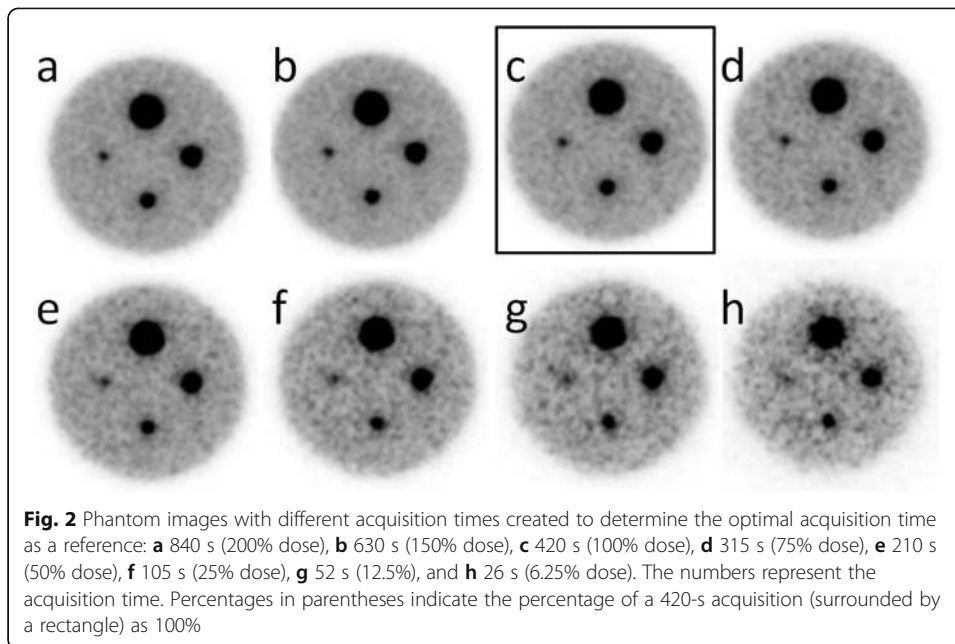 a
b
c
d
e
f
g
h
Fig. 2 Phantom images with different acquisition times created to determine the optimal acquisition time
as a reference: a 840 s (200% dose), b 630 s (150% dose), c 420 s (100% dose), d 315 s (75% dose), e 210 s
(50% dose), f 105 s (25% dose), g 52 s (12.5%), and h 26 s (6.25% dose). The numbers represent the
acquisition time. Percentages in parentheses indicate the percentage of a 420-s acquisition (surrounded by
a rectangle) as 100%